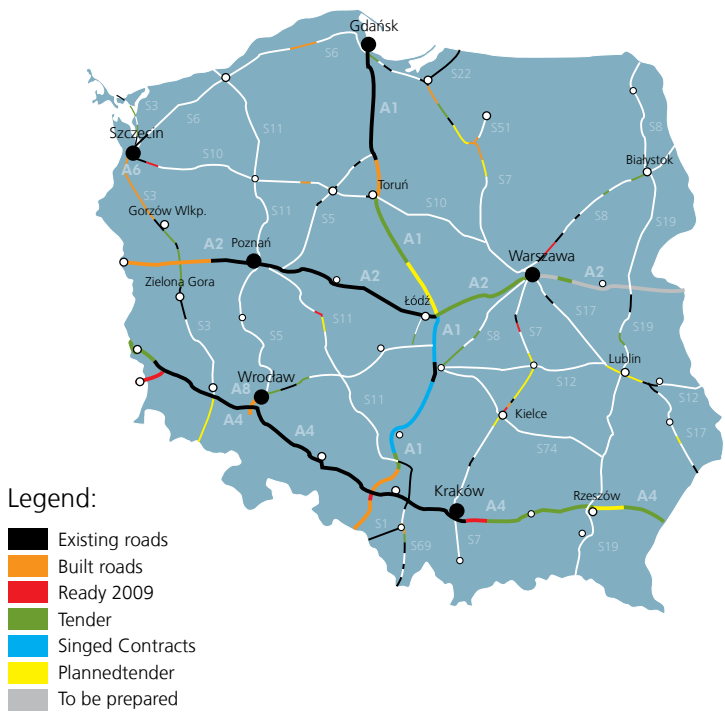 Gdańsk
S6
S22
A1
S3
S6
S11
S51
S8
Szczecin
S10
Białystok
A6
S7
S3
Toruń
S11
S5
S10
S8
S19
Gorzów Wlkp.
A2
Poznań
A1
Warszawa
A2
A2
A2
Zielona Gora
Łódź
S11
A1
S3
S5
S8
S7
S17
S17
S19
Lublin
A8
Wrocław
S12
S12
S11
A4
Kielce
S17
A4
A1
S74
Kraków
A4
Rzeszów
A4
S1
S69
S7
S19
Legend:
Existing roads
Built roads
Ready 2009
Tender
Singed Contracts
Plannedtender
To be prepared